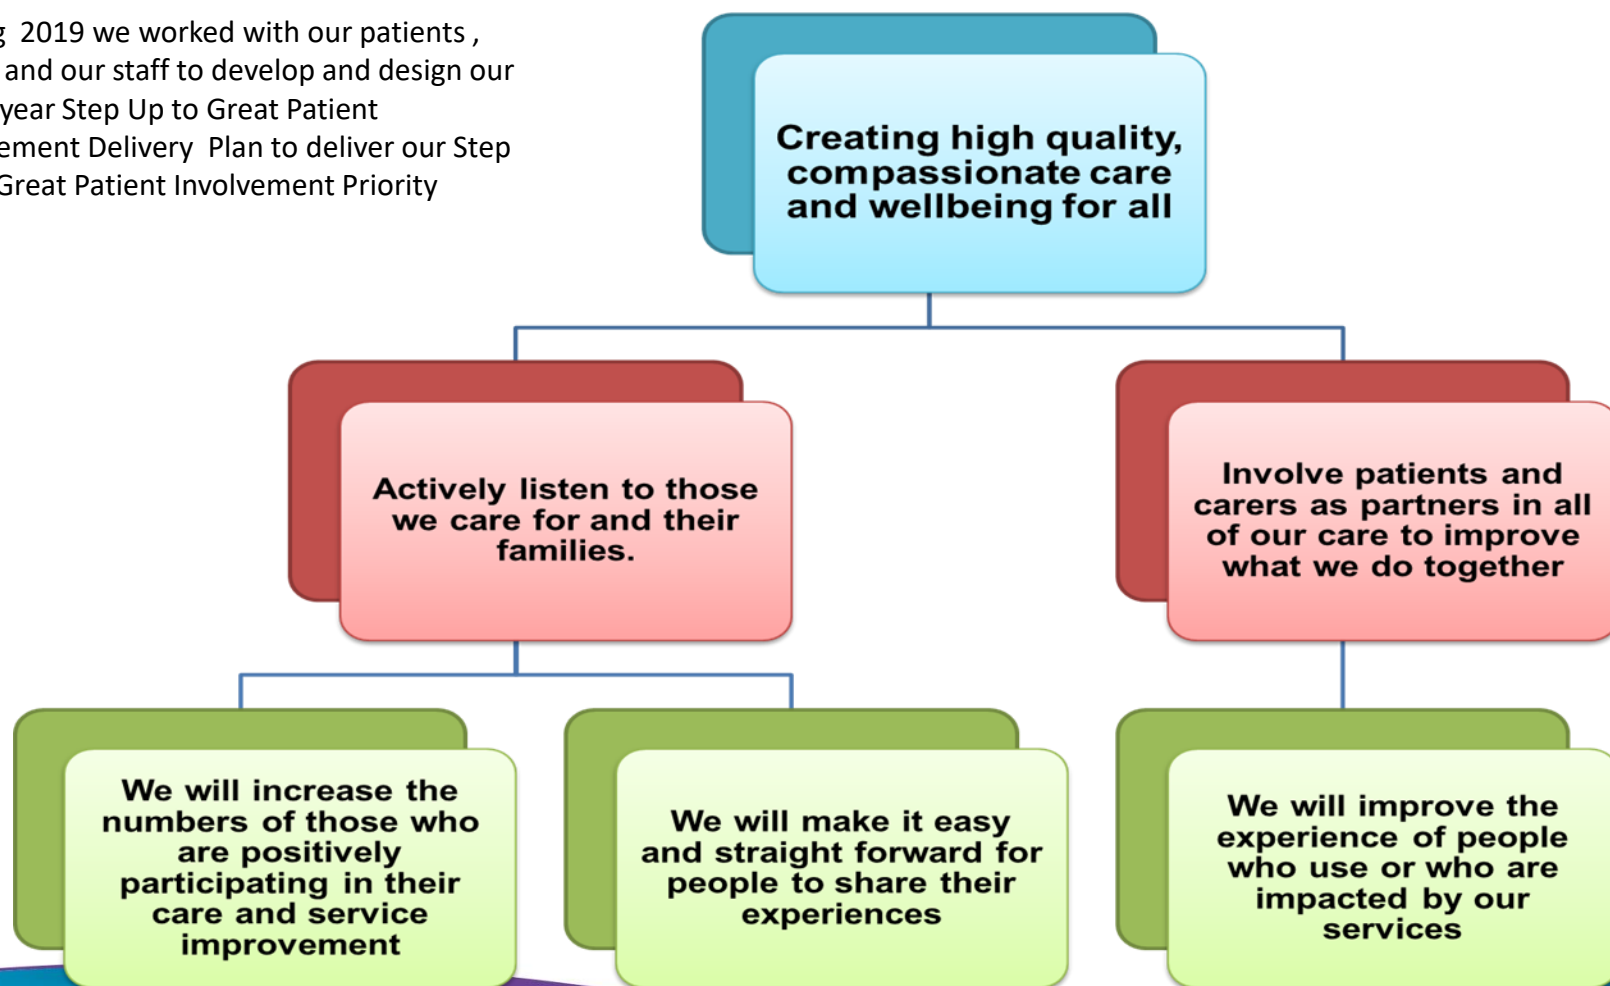 2019 we worked with our patients ,
and our staff to develop and design our
year Step Up to Great Patient
Delivery Plan to deliver our Step
Great Patient Involvement Priority
Creating high quality,
compassionate care
and wellbeing for all
Actively listen to those
we care for and their
families.
Involve patients and
carers as partners in all
of our care to improve
what we do together
We will increase the
numbers of those who
are positively
participating in their
care and service
improvement
We will make it easy
and straight forward for
people to share their
experiences
We will improve the
experience of people
who use or who are
impacted by our
services